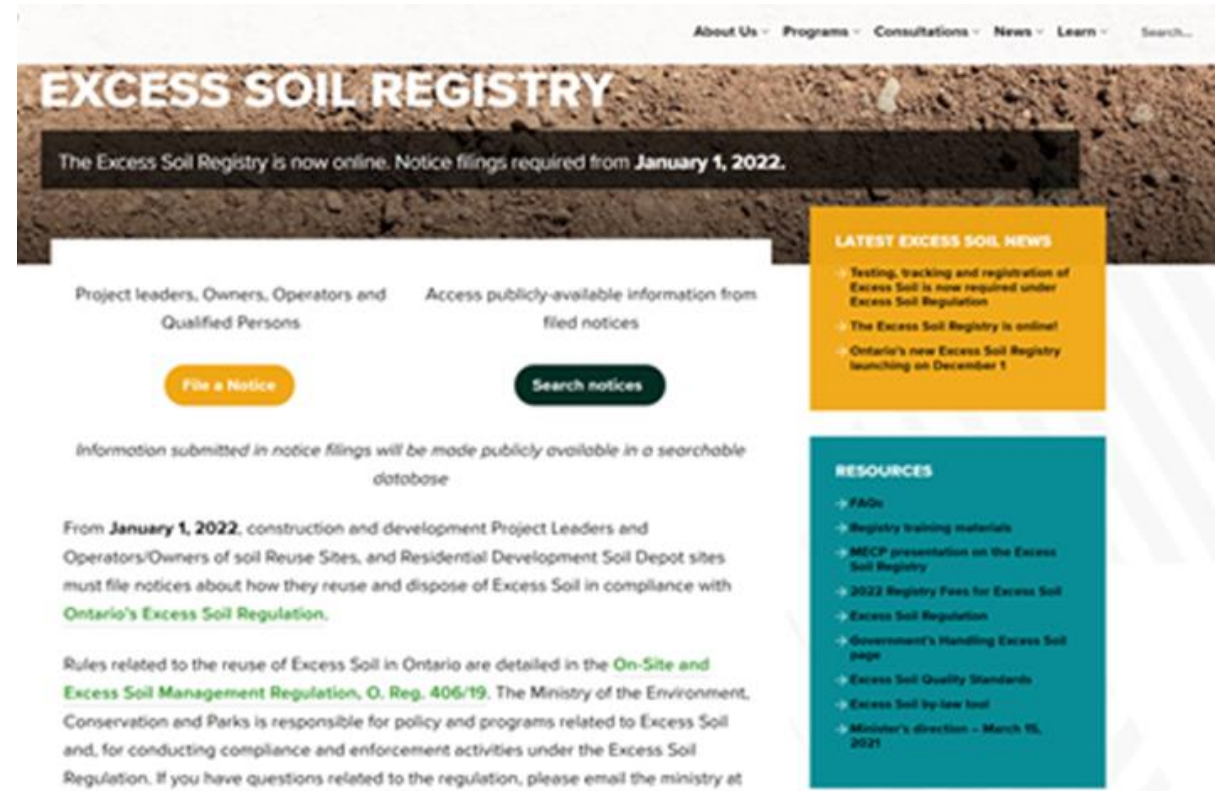 About Us Programs Consultations News Learn Search...
EXCESS SOIL REGISTRY
The Excess Soil Registry is now online. Notice filings required from January 1, 2022.
Project leaders, Owners, Operators and
Qualified Persons
File a Notice
Access publicly-available information from
filed notices
Search notices
Information submitted in notice filings will be made publicly available in a searchable
database
From January 1, 2022, construction and development Project Leaders and
Operators/Owners of soil Reuse Sites, and Residential Development Soil Depot sites
must file notices about how they reuse and dispose of Excess Soil in compliance with
Ontario's Excess Soil Regulation.
Rules related to the reuse of Excess Soil in Ontario are detailed in the On-Site and
Excess Soil Management Regulation, O. Reg. 406/19. The Ministry of the Environment,
Conservation and Parks is responsible for policy and programs related to Excess Soil
and, for conducting compliance and enforcement activities under the Excess Soil
Regulation. If you have questions related to the regulation, please email the ministry at
LATEST EXCESS SOIL NEWS
→ Testing, tracking and registration of
Excess Soil is now required under
Excess Soil Regulation
→ The Excess Soil Registry is online!
→ Ontario's new Excess Soil Registry
launching on December 1
RESOURCES
→ FAQs
→ Registry training materials
→ MECP presentation on the Excess
Soil Registry
→ 2022 Registry Fees for Excess Soil
→ Excess Soil Regulation
→ Government's Handling Excess Soil
page
→ Excess Soil Quality Standards
→ Excess Soil by-law tool
→ Minister's direction – March 15,
2021